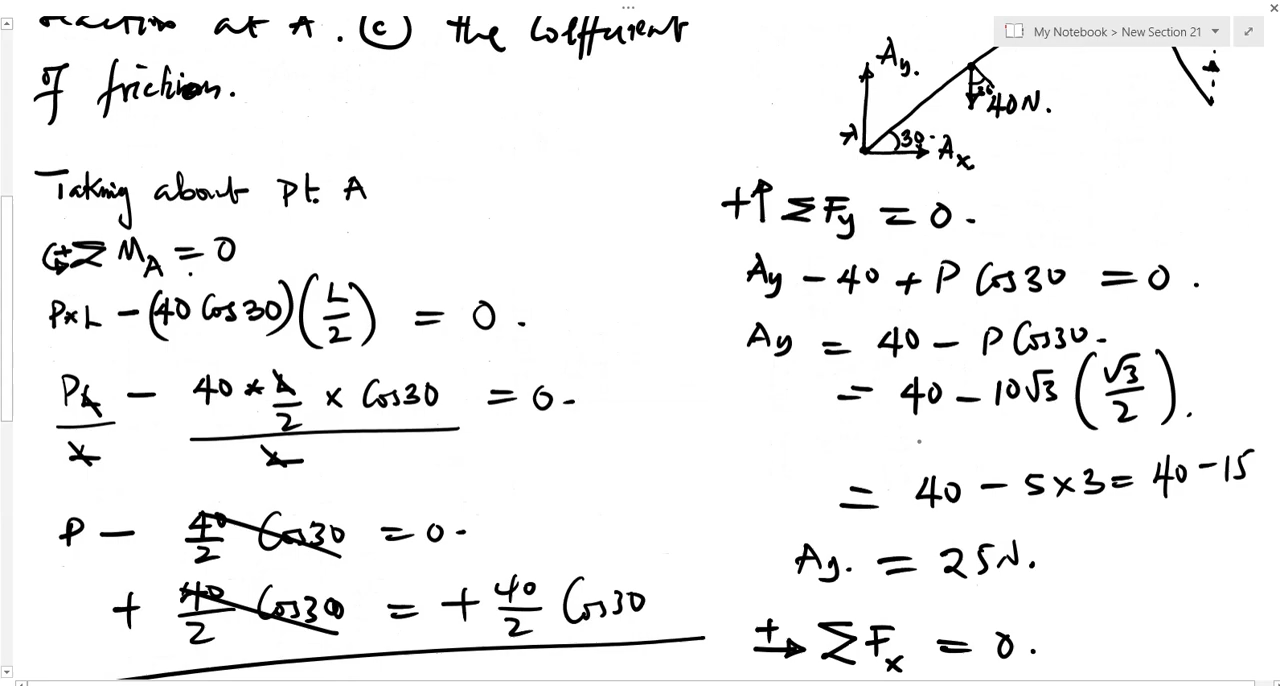 reaction at A. (c) the Coefficient
of friction.
Taking about pt. A
+ Σ M_A = 0
P×L − (40 Cos30)(L/2) = 0.
PL/L − (40 * L/2 × Cos30)/L = 0.
P − 40/2 Cos30 = 0.
+ 40/2 Cos30 = + 40/2 Cos30
My Notebook > New Section 21
Ay.
30
40N.
A
30°
Ax
+↑ ΣFy = 0.
Ay − 40 + P Cos30 = 0.
Ay = 40 − P Cos30.
= 40 − 10√3 (√3/2).
= 40 − 5×3 = 40 − 15
Ay. = 25N.
+→ ΣFx = 0.